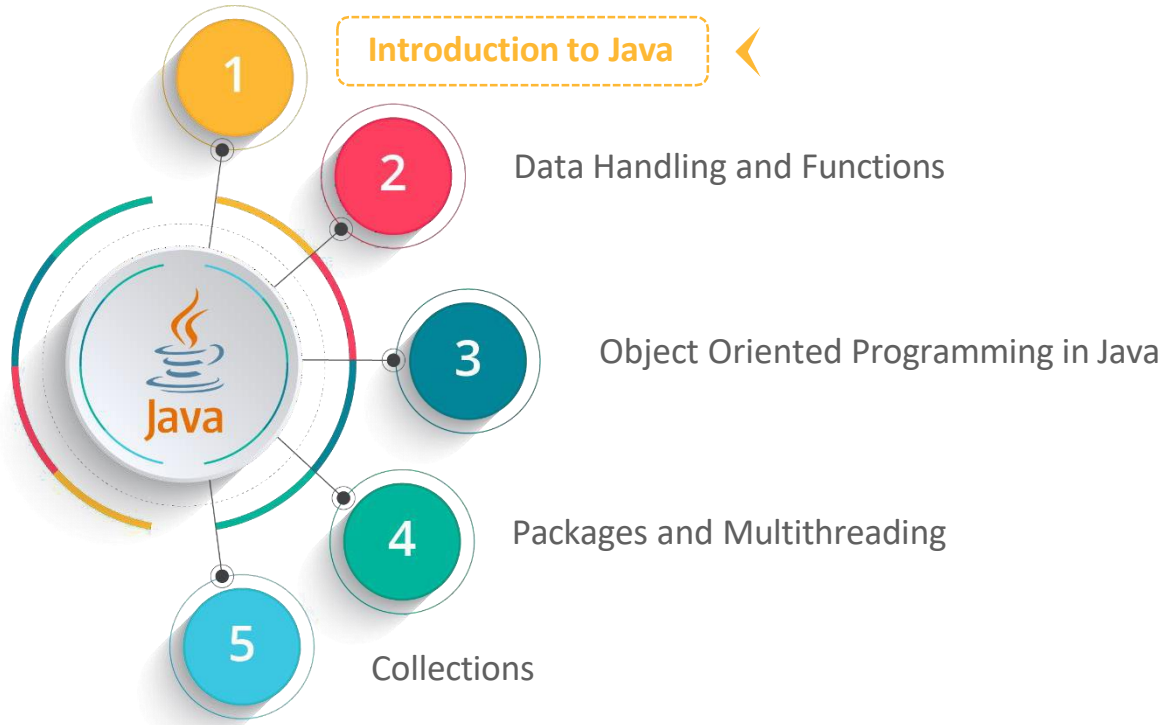 1
Introduction to Java
2
Data Handling and Functions
3
Object Oriented Programming in Java
Java
4
Packages and Multithreading
5
Collections